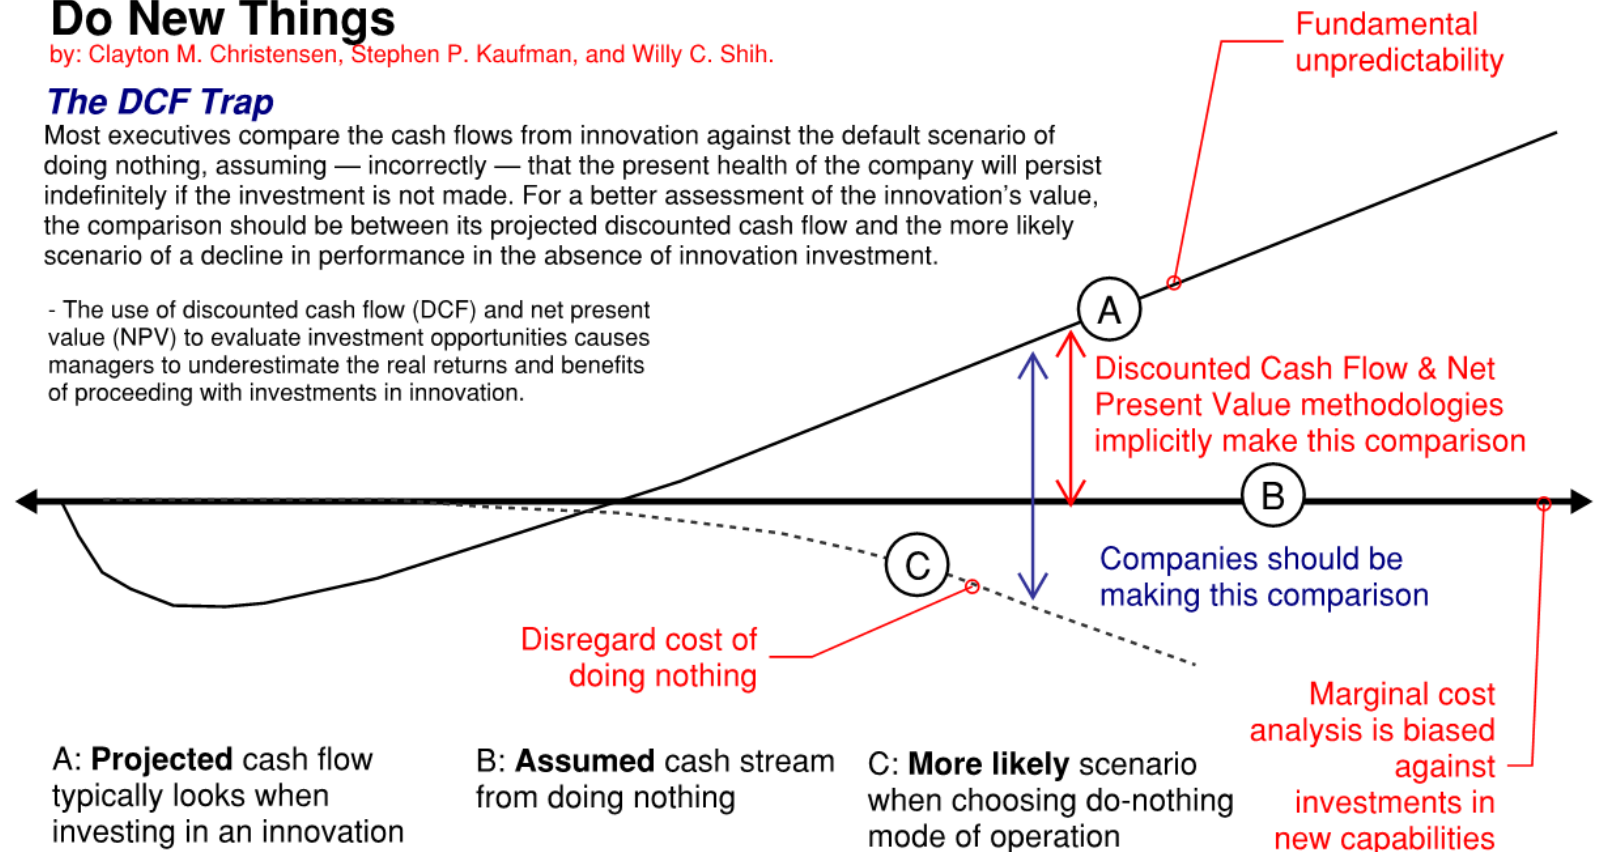 Do New Things
by: Clayton M. Christensen, Stephen P. Kaufman, and Willy C. Shih.
The DCF Trap
Most executives compare the cash flows from innovation against the default scenario of
doing nothing, assuming — incorrectly — that the present health of the company will persist
indefinitely if the investment is not made. For a better assessment of the innovation's value,
the comparison should be between its projected discounted cash flow and the more likely
scenario of a decline in performance in the absence of innovation investment.
- The use of discounted cash flow (DCF) and net present
value (NPV) to evaluate investment opportunities causes
managers to underestimate the real returns and benefits
of proceeding with investments in innovation.
Fundamental
unpredictability
A
Discounted Cash Flow & Net
Present Value methodologies
implicitly make this comparison
B
C
Companies should be
making this comparison
Disregard cost of
doing nothing
Marginal cost
analysis is biased
against
investments in
new capabilities
A: Projected cash flow
typically looks when
investing in an innovation
B: Assumed cash stream
from doing nothing
C: More likely scenario
when choosing do-nothing
mode of operation